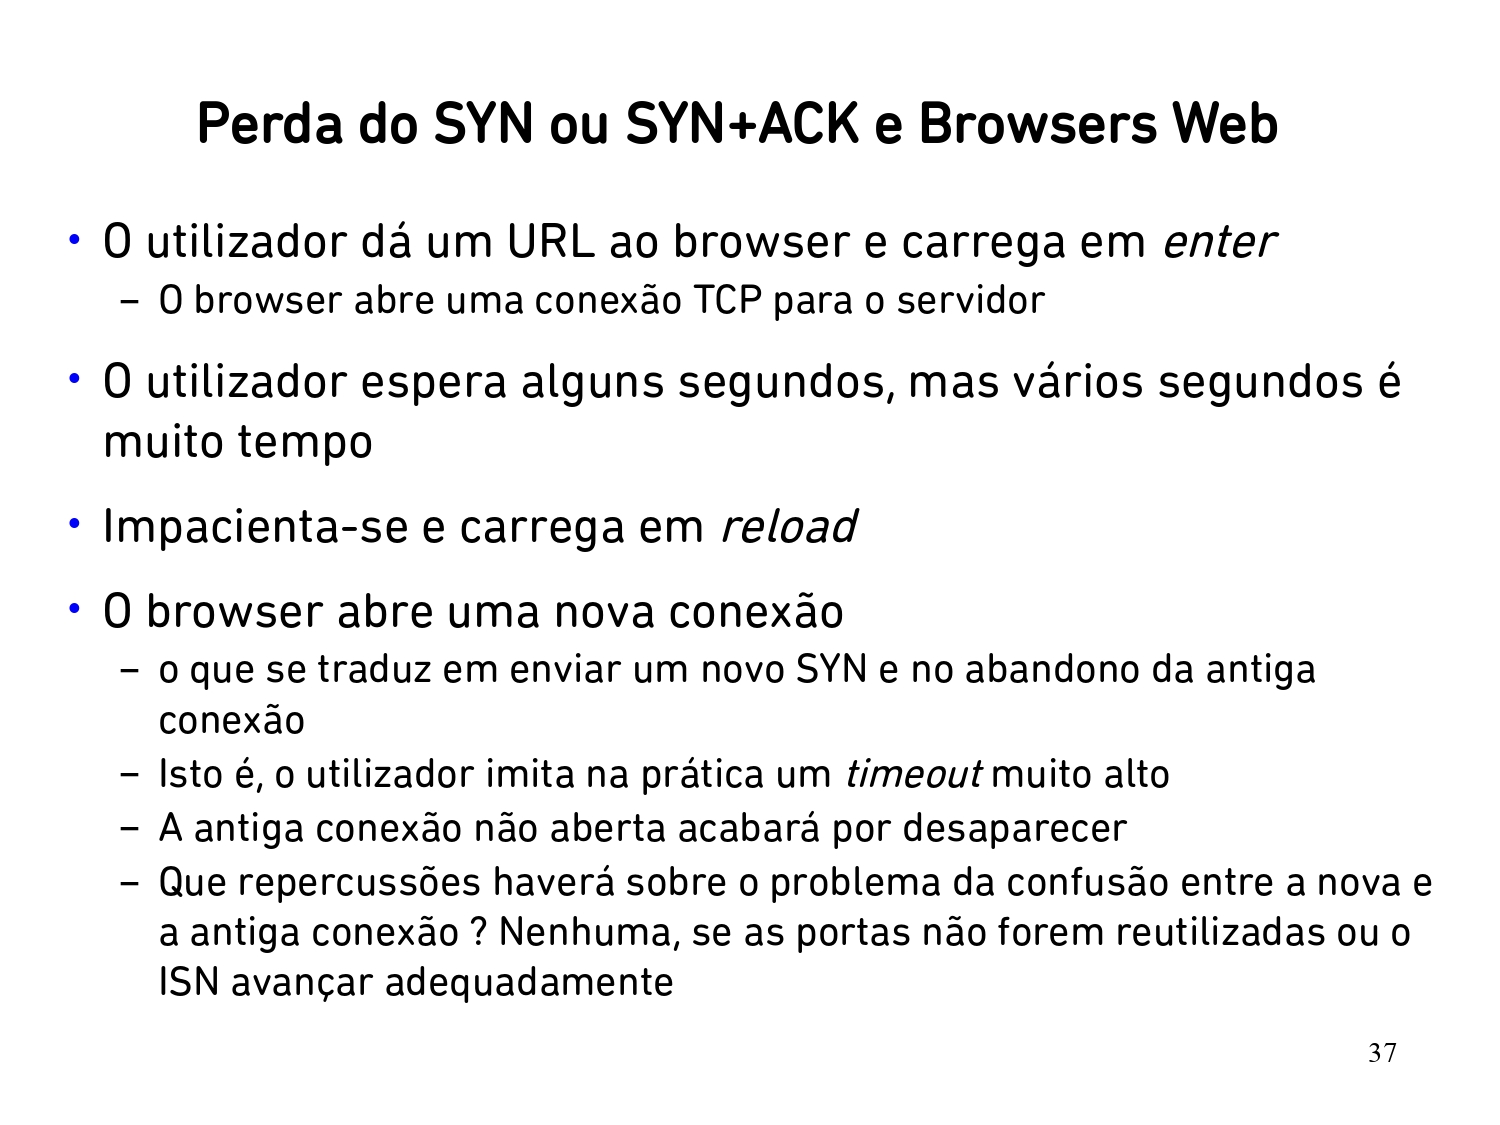 Perda do SYN ou SYN+ACK e Browsers Web
• O utilizador dá um URL ao browser e carrega em enter
– O browser abre uma conexão TCP para o servidor
• O utilizador espera alguns segundos, mas vários segundos é
muito tempo
• Impacienta-se e carrega em reload
• O browser abre uma nova conexão
– o que se traduz em enviar um novo SYN e no abandono da antiga
conexão
– Isto é, o utilizador imita na prática um timeout muito alto
– A antiga conexão não aberta acabará por desaparecer
– Que repercussões haverá sobre o problema da confusão entre a nova e
a antiga conexão ? Nenhuma, se as portas não forem reutilizadas ou o
ISN avançar adequadamente
37